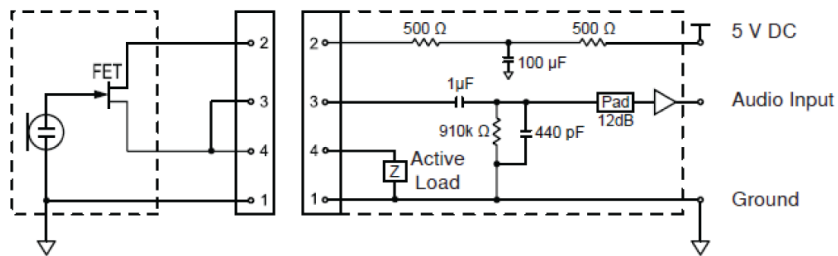 FET
2
3
4
1
2
3
4
1
500 Ω
500 Ω
100 µF
1µF
910k Ω
440 pF
Pad
12dB
Z
Active
Load
5 V DC
Audio Input
Ground